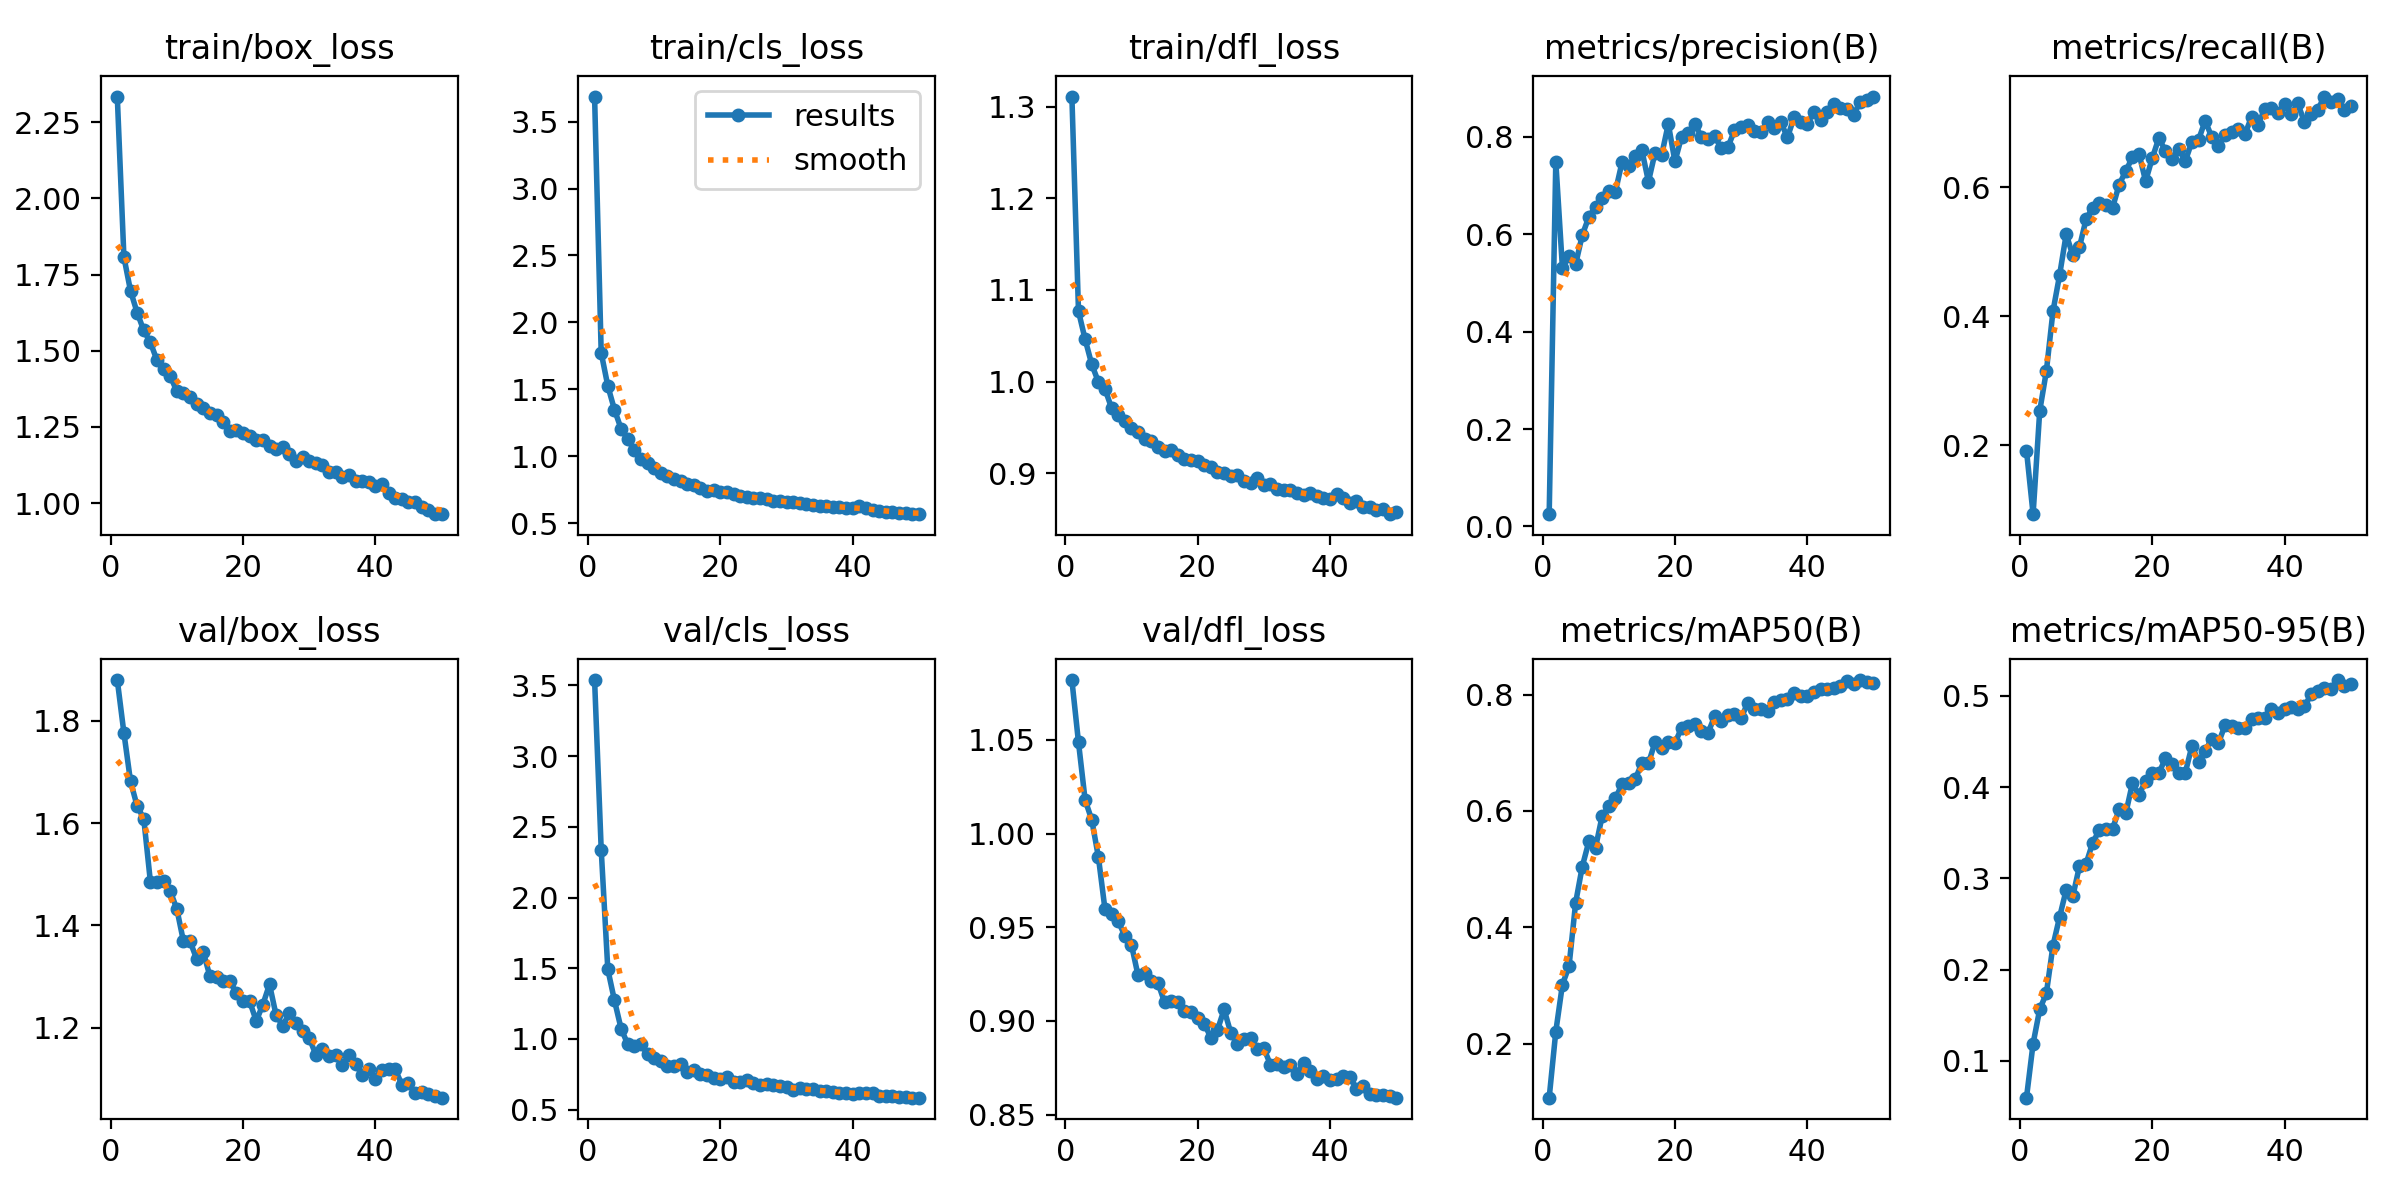 train/box_loss
2.25
2.00
1.75
1.50
1.25
1.00
0 20 40
train/cls_loss
results
smooth
3.5
3.0
2.5
2.0
1.5
1.0
0.5
0 20 40
train/dfl_loss
1.3
1.2
1.1
1.0
0.9
0 20 40
metrics/precision(B)
0.8
0.6
0.4
0.2
0.0
0 20 40
metrics/recall(B)
0.6
0.4
0.2
0 20 40
val/box_loss
1.8
1.6
1.4
1.2
0 20 40
val/cls_loss
3.5
3.0
2.5
2.0
1.5
1.0
0.5
0 20 40
val/dfl_loss
1.05
1.00
0.95
0.90
0.85
0 20 40
metrics/mAP50(B)
0.8
0.6
0.4
0.2
0 20 40
metrics/mAP50-95(B)
0.5
0.4
0.3
0.2
0.1
0 20 40